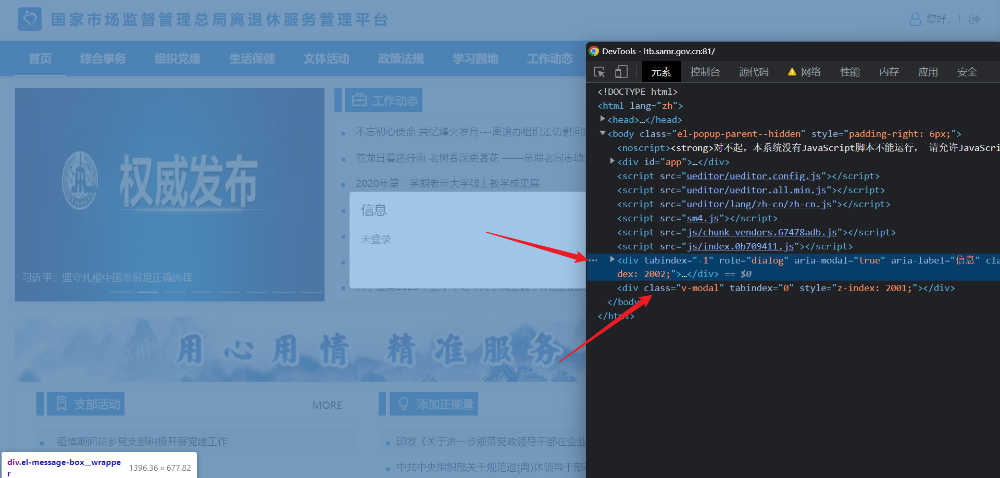 国家市场监督管理总局离退休服务管理平台
您好，！
首页 综合事务 组织党建 生活保健 文体活动 政策法规 学习园地 工作动态
权威发布
XINHUA
习近平：坚守扎根中国发展是正确选择
工作动态
不忘初心使命 共忆烽火岁月---离退办组织走访慰问
苍龙日暮还行雨 老树春深更著花 ——总局老同志助
2020年第一学期老年大学线上教学成果展
信息
未登录
用心用情 精准服务
支部活动
MORE
疫情期间花乡党支部积极开展党建工作
添加正能量
印发《关于进一步规范党政领导干部在企业
中共中央组织部关于规范退(离)休领导干部
div.el-message-box__wrappe
r
1396.36 × 677.82
DevTools - ltb.samr.gov.cn:81/
元素 控制台 源代码 网络 性能 内存 应用 安全
<!DOCTYPE html>
<html lang="zh">
<head>…</head>
<body class="el-popup-parent--hidden" style="padding-right: 6px;">
<noscript><strong>对不起，本系统没有JavaScript脚本不能运行， 请允许JavaScri
<div id="app">…</div>
<script src="ueditor/ueditor.config.js"></script>
<script src="ueditor/ueditor.all.min.js"></script>
<script src="ueditor/lang/zh-cn/zh-cn.js"></script>
<script src="sm4.js"></script>
<script src="js/chunk-vendors.67478adb.js"></script>
<script src="js/index.0b709411.js"></script>
<div tabindex="-1" role="dialog" aria-modal="true" aria-label="信息" cla
dex: 2002;">…</div> == $0
<div class="v-modal" tabindex="0" style="z-index: 2001;"></div>
</body
</html>